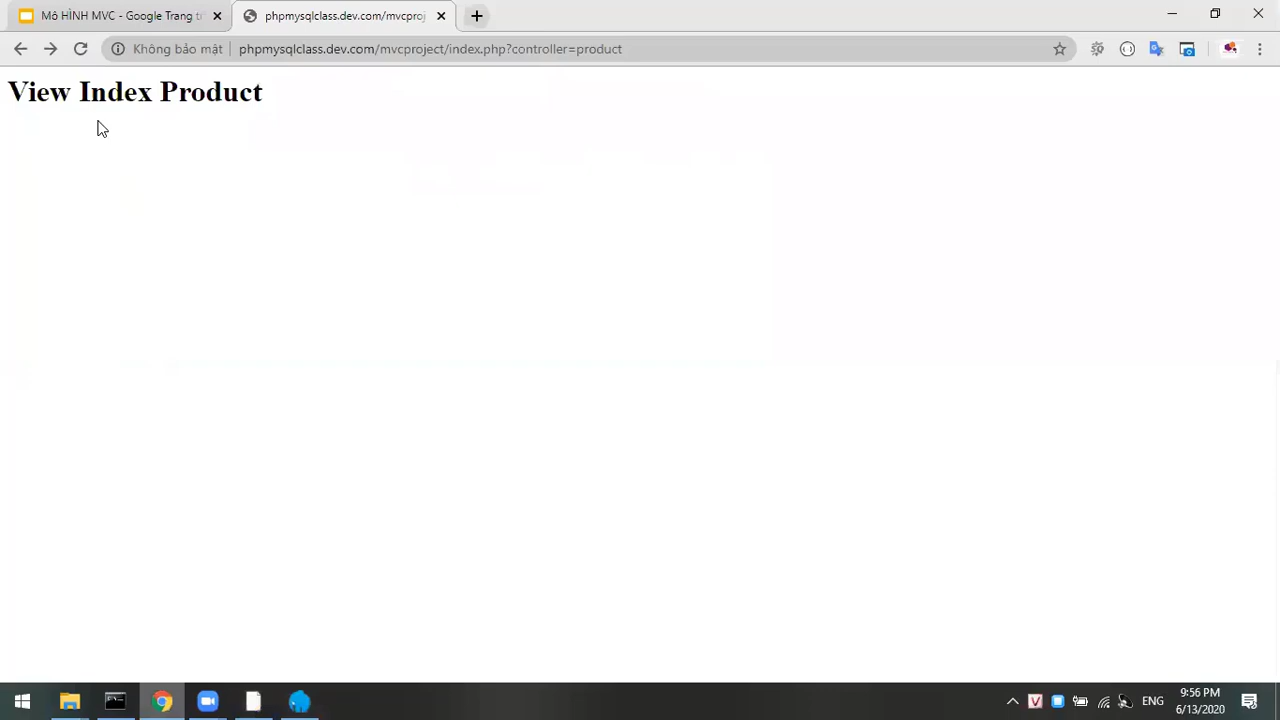 Mô HÌNH MVC - Google Trang tr
phpmysqlclass.dev.com/mvcproj
Không bảo mật
phpmysqlclass.dev.com/mvcproject/index.php?controller=product
View Index Product
V
ENG
9:56 PM
6/13/2020